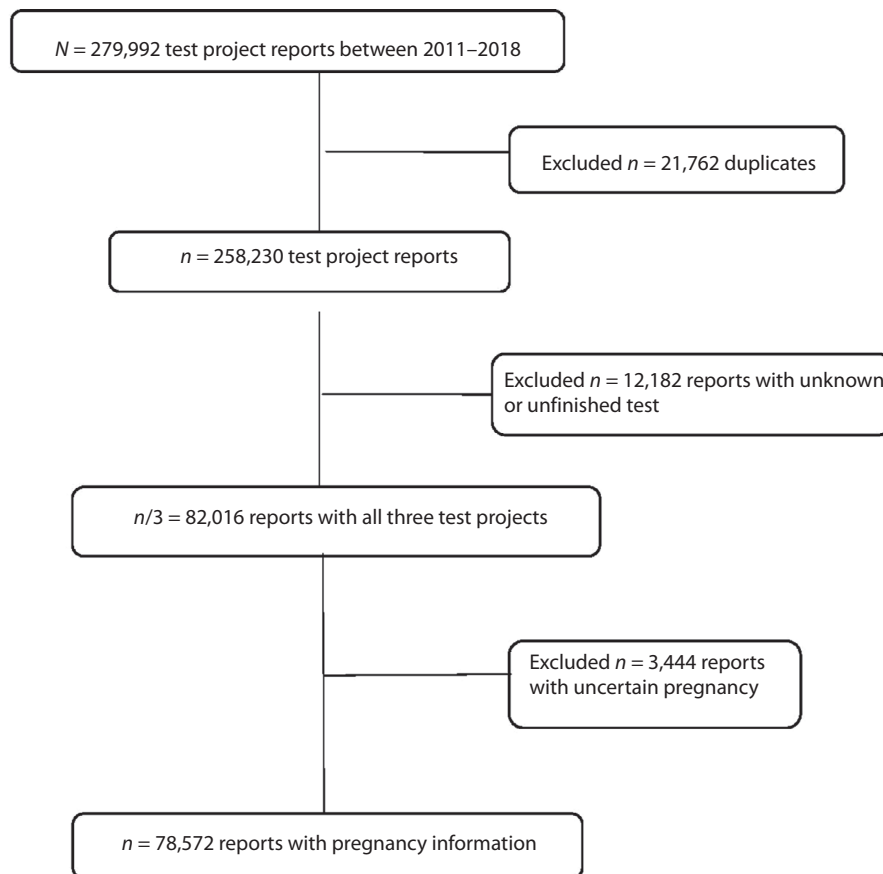 N = 279,992 test project reports between 2011–2018
Excluded n = 21,762 duplicates
n = 258,230 test project reports
Excluded n = 12,182 reports with unknown
or unfinished test
n/3 = 82,016 reports with all three test projects
Excluded n = 3,444 reports
with uncertain pregnancy
n = 78,572 reports with pregnancy information